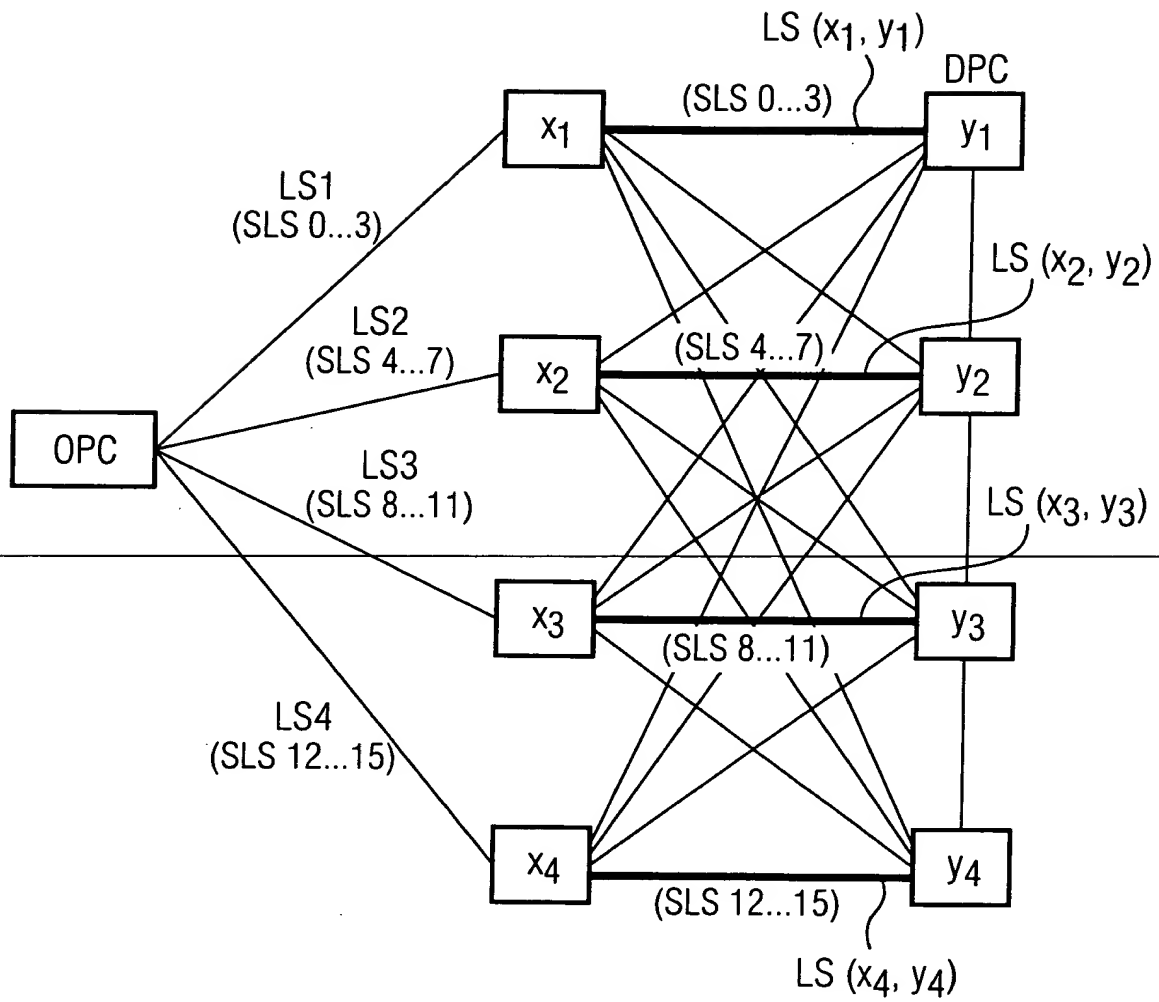 LS (x1, y1)
DPC
(SLS 0...3)
x1
y1
LS1
(SLS 0...3)
LS (x2, y2)
LS2
(SLS 4...7)
(SLS 4...7)
x2
y2
OPC
LS3
(SLS 8...11)
LS (x3, y3)
x3
y3
(SLS 8...11)
LS4
(SLS 12...15)
x4
y4
(SLS 12...15)
LS (x4, y4)